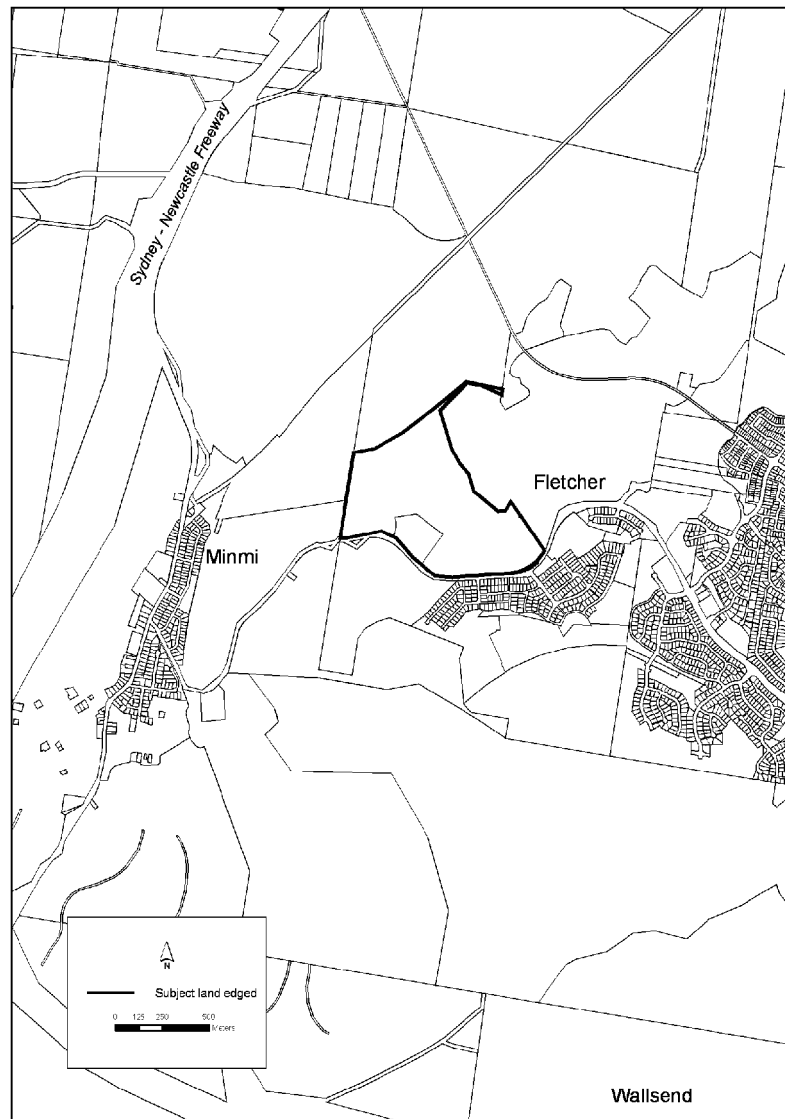 Sydney - Newcastle Freeway
Fletcher
Minmi
N
Subject land edged
0 125 250 500
Meters
Wallsend